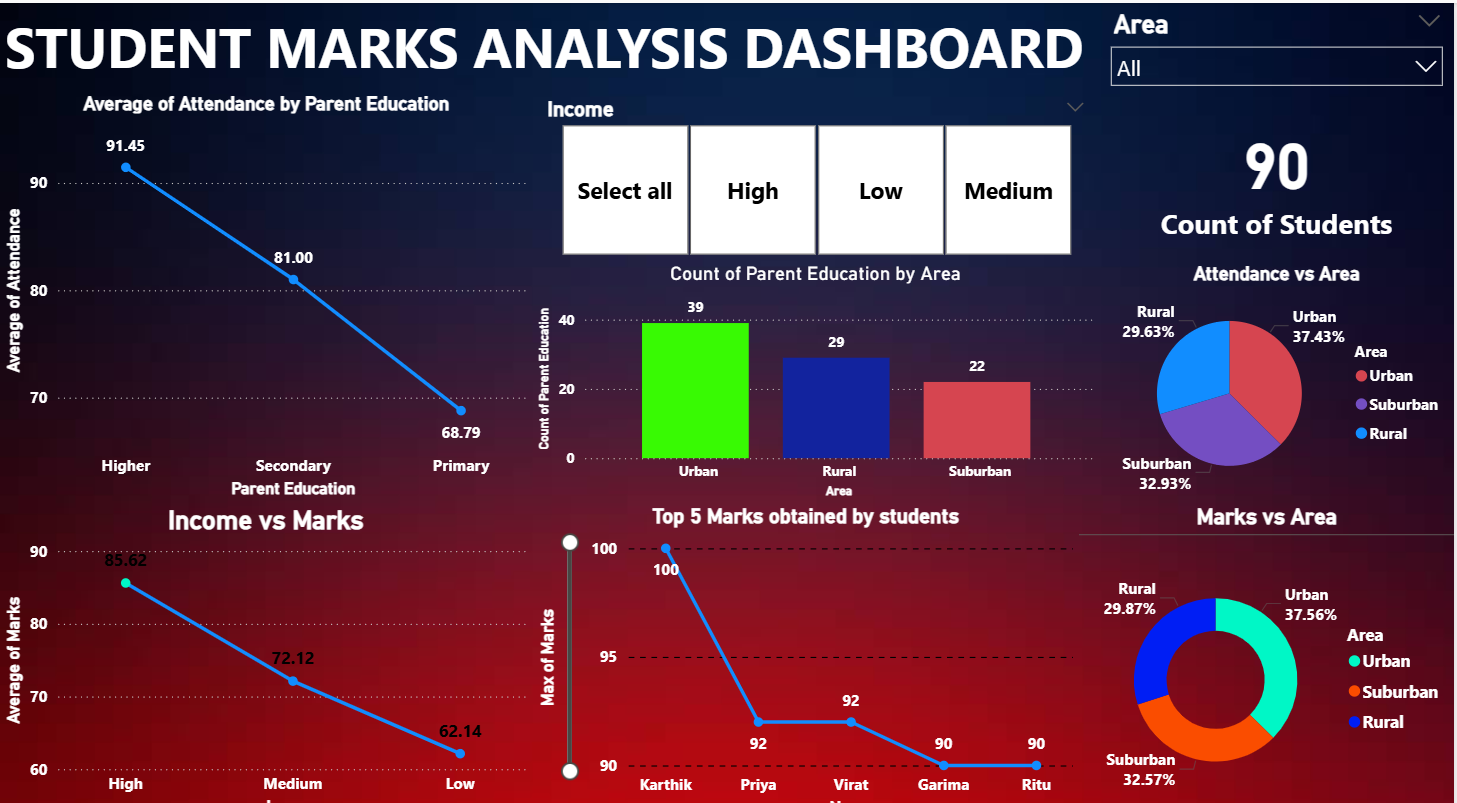 STUDENT MARKS ANALYSIS DASHBOARD
Area
All
Average of Attendance by Parent Education
Average of Attendance
90
80
70
91.45
81.00
68.79
Higher Secondary Primary
Parent Education
Income
Select all High Low Medium
90
Count of Students
Count of Parent Education by Area
Count of Parent Education
40
20
0
39
29
22
Urban Rural Suburban
Area
Attendance vs Area
Rural
29.63%
Urban
37.43%
Suburban
32.93%
Area
Urban
Suburban
Rural
Income vs Marks
Average of Marks
90
80
70
60
85.62
72.12
62.14
High Medium Low
Top 5 Marks obtained by students
Max of Marks
100
95
90
100
92
92
90
90
Karthik Priya Virat Garima Ritu
Marks vs Area
Rural
29.87%
Urban
37.56%
Suburban
32.57%
Area
Urban
Suburban
Rural